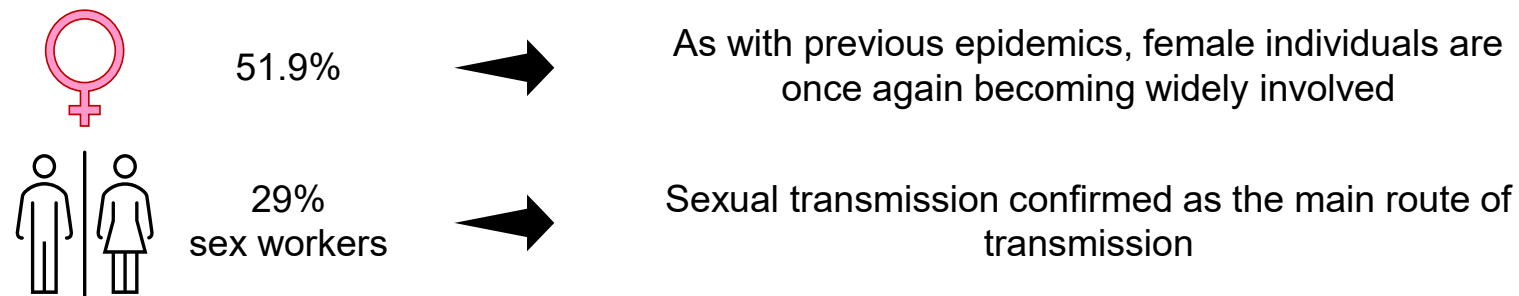 51.9%
As with previous epidemics, female individuals are
once again becoming widely involved
29%
sex workers
Sexual transmission confirmed as the main route of
transmission